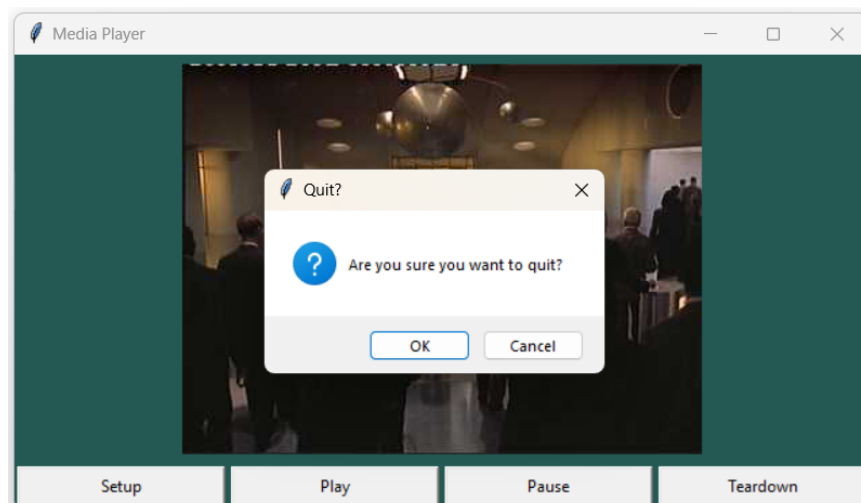 Media Player
Quit?
Are you sure you want to quit?
OK Cancel
Setup Play Pause Teardown